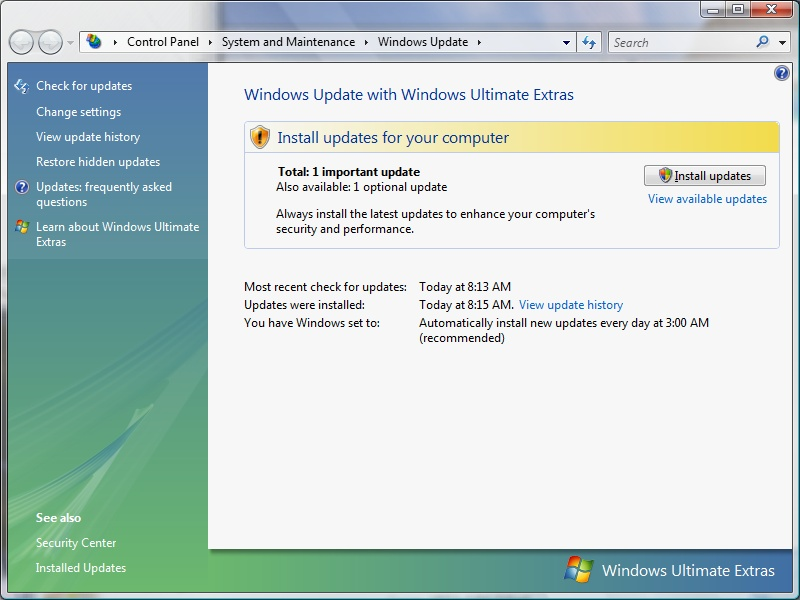 Control Panel
System and Maintenance
Windows Update
Search
Check for updates
Change settings
View update history
Restore hidden updates
Updates: frequently asked
questions
Learn about Windows Ultimate
Extras
See also
Security Center
Installed Updates
Windows Update with Windows Ultimate Extras
Install updates for your computer
Total: 1 important update
Also available: 1 optional update
Install updates
View available updates
Always install the latest updates to enhance your computer's
security and performance.
Most recent check for updates: Today at 8:13 AM
Updates were installed: Today at 8:15 AM. View update history
You have Windows set to: Automatically install new updates every day at 3:00 AM
(recommended)
Windows Ultimate Extras